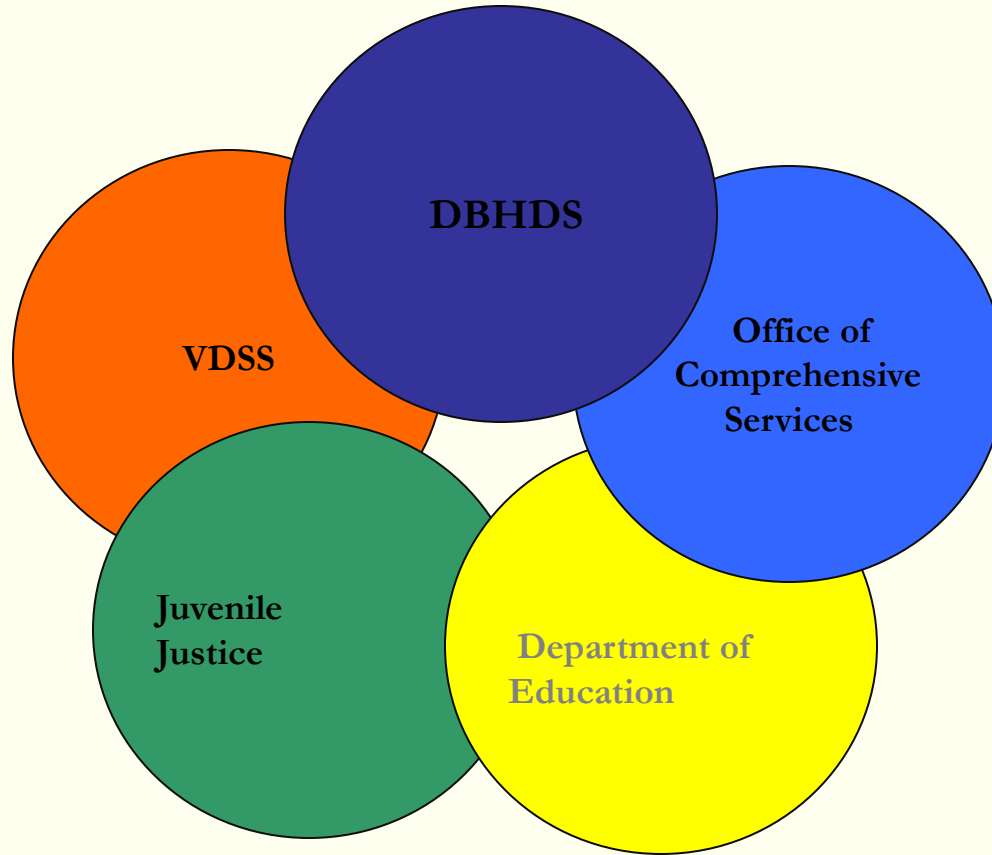 DBHDS
VDSS
Office of
Comprehensive
Services
Juvenile
Justice
Department of
Education